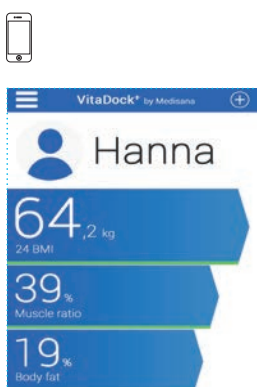 VitaDock+ by Medisana
Hanna
64,2 kg
24 BMI
39%
Muscle ratio
19%
Body fat